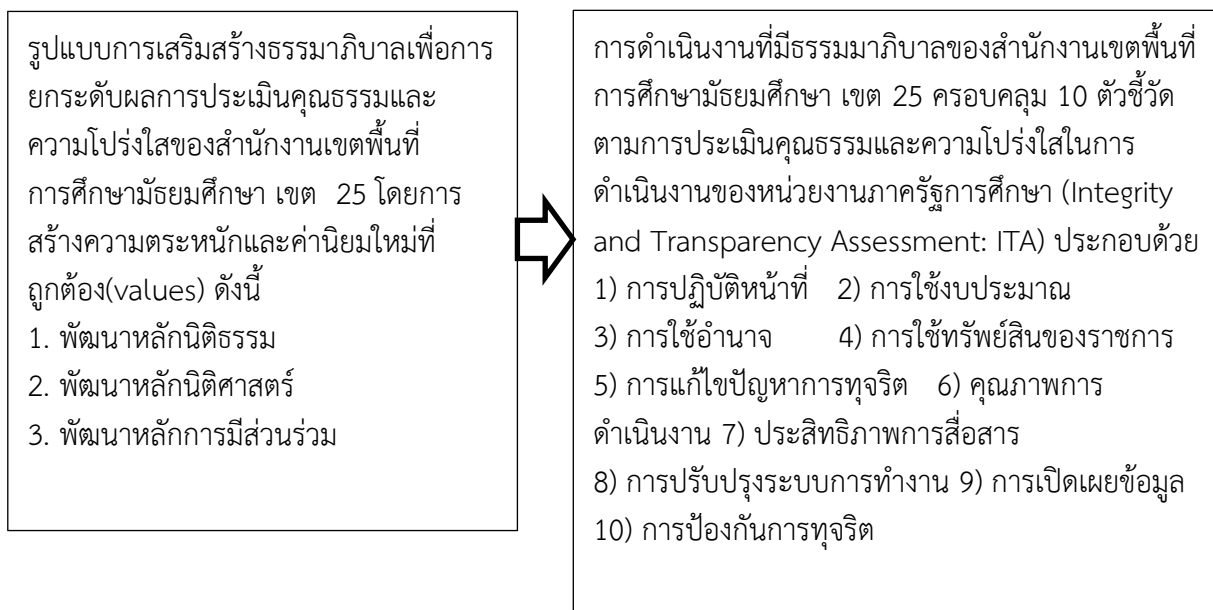 รูปแบบการเสริมสร้างธรรมาภิบาลเพื่อการ
ยกระดับผลการประเมินคุณธรรมและ
ความโปร่งใสของสำนักงานเขตพื้นที่
การศึกษามัธยมศึกษา เขต  25 โดยการ
สร้างความตระหนักและค่านิยมใหม่ที่
ถูกต้อง(values) ดังนี้
1. พัฒนาหลักนิติธรรม
2. พัฒนาหลักนิติศาสตร์
3. พัฒนาหลักการมีส่วนร่วม
การดำเนินงานที่มีธรรมมาภิบาลของสำนักงานเขตพื้นที่
การศึกษามัธยมศึกษา เขต 25 ครอบคลุม 10 ตัวชี้วัด
ตามการประเมินคุณธรรมและความโปร่งใสในการ
ดำเนินงานของหน่วยงานภาครัฐการศึกษา (Integrity
and Transparency Assessment: ITA) ประกอบด้วย
1) การปฏิบัติหน้าที่   2) การใช้งบประมาณ
3) การใช้อำนาจ   4) การใช้ทรัพย์สินของราชการ
5) การแก้ไขปัญหาการทุจริต   6) คุณภาพการ
ดำเนินงาน 7) ประสิทธิภาพการสื่อสาร
8) การปรับปรุงระบบการทำงาน 9) การเปิดเผยข้อมูล
10) การป้องกันการทุจริต